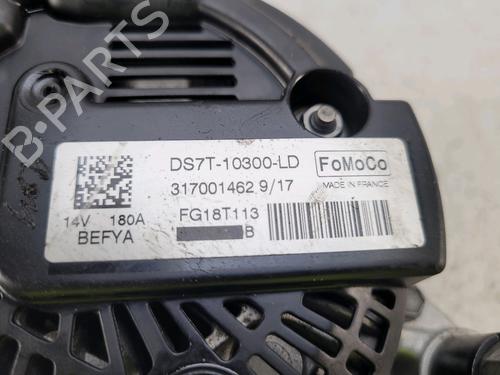 DS7T-10300-LD FoMoCo
317001462 9/17 MADE IN FRANCE
14V 180A FG18T113
BEFYA B
B-PARTS